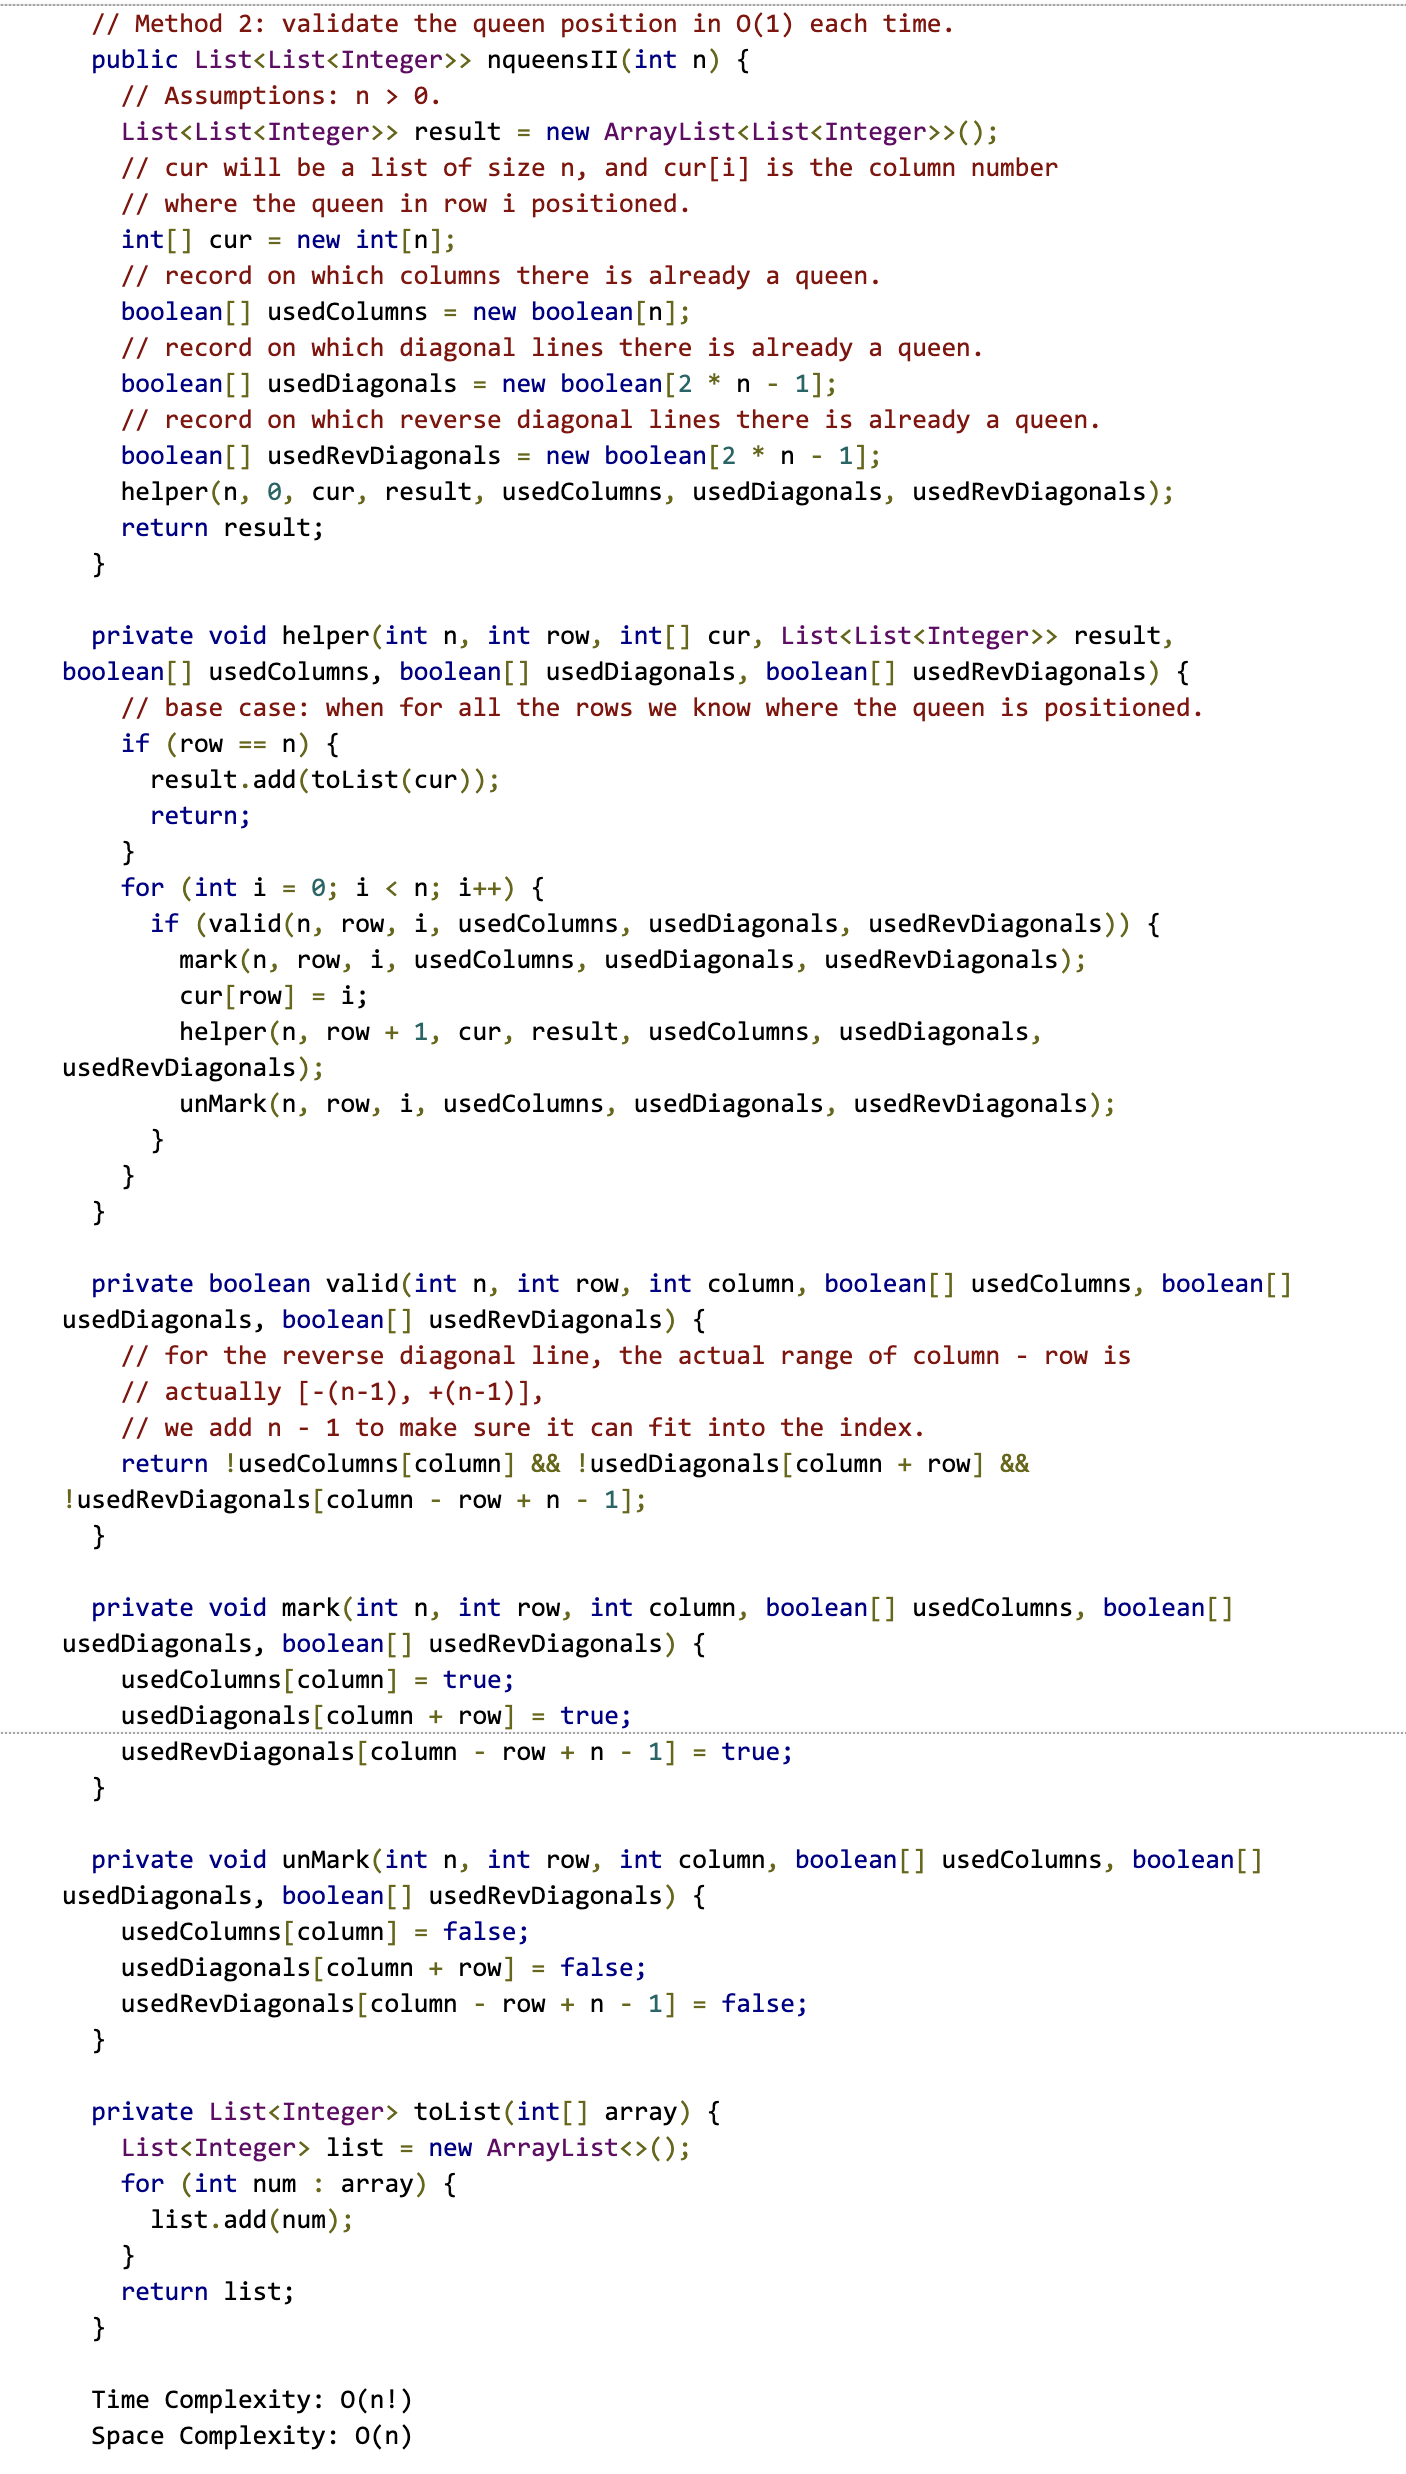 // Method 2: validate the queen position in O(1) each time.
public List<List<Integer>> nqueensII(int n) {
// Assumptions: n > 0.
List<List<Integer>> result = new ArrayList<List<Integer>>();
// cur will be a list of size n, and cur[i] is the column number
// where the queen in row i positioned.
int[] cur = new int[n];
// record on which columns there is already a queen.
boolean[] usedColumns = new boolean[n];
// record on which diagonal lines there is already a queen.
boolean[] usedDiagonals = new boolean[2 * n - 1];
// record on which reverse diagonal lines there is already a queen.
boolean[] usedRevDiagonals = new boolean[2 * n - 1];
helper(n, 0, cur, result, usedColumns, usedDiagonals, usedRevDiagonals);
return result;
}
private void helper(int n, int row, int[] cur, List<List<Integer>> result,
boolean[] usedColumns, boolean[] usedDiagonals, boolean[] usedRevDiagonals) {
// base case: when for all the rows we know where the queen is positioned.
if (row == n) {
result.add(toList(cur));
return;
}
for (int i = 0; i < n; i++) {
if (valid(n, row, i, usedColumns, usedDiagonals, usedRevDiagonals)) {
mark(n, row, i, usedColumns, usedDiagonals, usedRevDiagonals);
cur[row] = i;
helper(n, row + 1, cur, result, usedColumns, usedDiagonals,
usedRevDiagonals);
unMark(n, row, i, usedColumns, usedDiagonals, usedRevDiagonals);
}
}
}
private boolean valid(int n, int row, int column, boolean[] usedColumns, boolean[]
usedDiagonals, boolean[] usedRevDiagonals) {
// for the reverse diagonal line, the actual range of column - row is
// actually [-(n-1), +(n-1)],
// we add n - 1 to make sure it can fit into the index.
return !usedColumns[column] && !usedDiagonals[column + row] &&
!usedRevDiagonals[column - row + n - 1];
}
private void mark(int n, int row, int column, boolean[] usedColumns, boolean[]
usedDiagonals, boolean[] usedRevDiagonals) {
usedColumns[column] = true;
usedDiagonals[column + row] = true;
usedRevDiagonals[column - row + n - 1] = true;
}
private void unMark(int n, int row, int column, boolean[] usedColumns, boolean[]
usedDiagonals, boolean[] usedRevDiagonals) {
usedColumns[column] = false;
usedDiagonals[column + row] = false;
usedRevDiagonals[column - row + n - 1] = false;
}
private List<Integer> toList(int[] array) {
List<Integer> list = new ArrayList<>();
for (int num : array) {
list.add(num);
}
return list;
}
Time Complexity: O(n!)
Space Complexity: O(n)